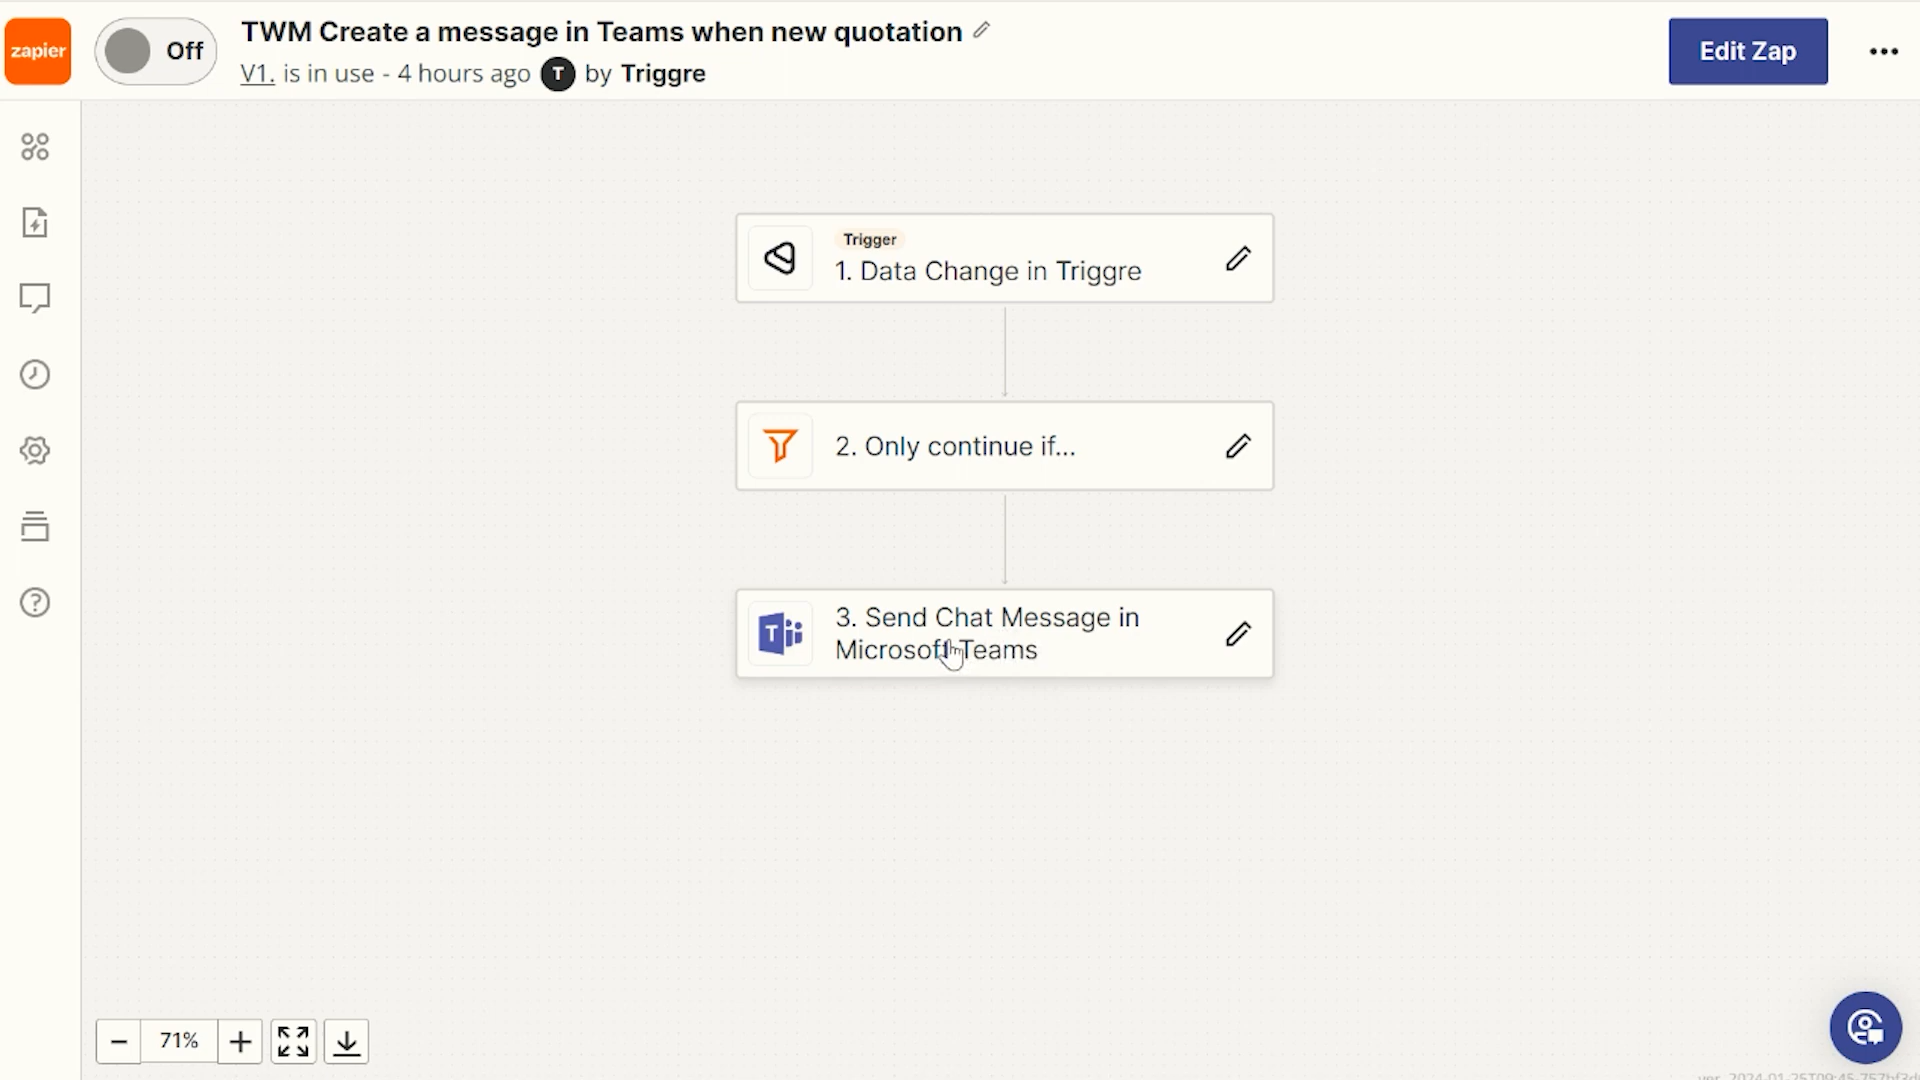 zapier
Off
TWM Create a message in Teams when new quotation
V1. is in use - 4 hours ago T by Triggre
Edit Zap
Trigger
1. Data Change in Triggre
2. Only continue if...
3. Send Chat Message in
Microsoft Teams
71%